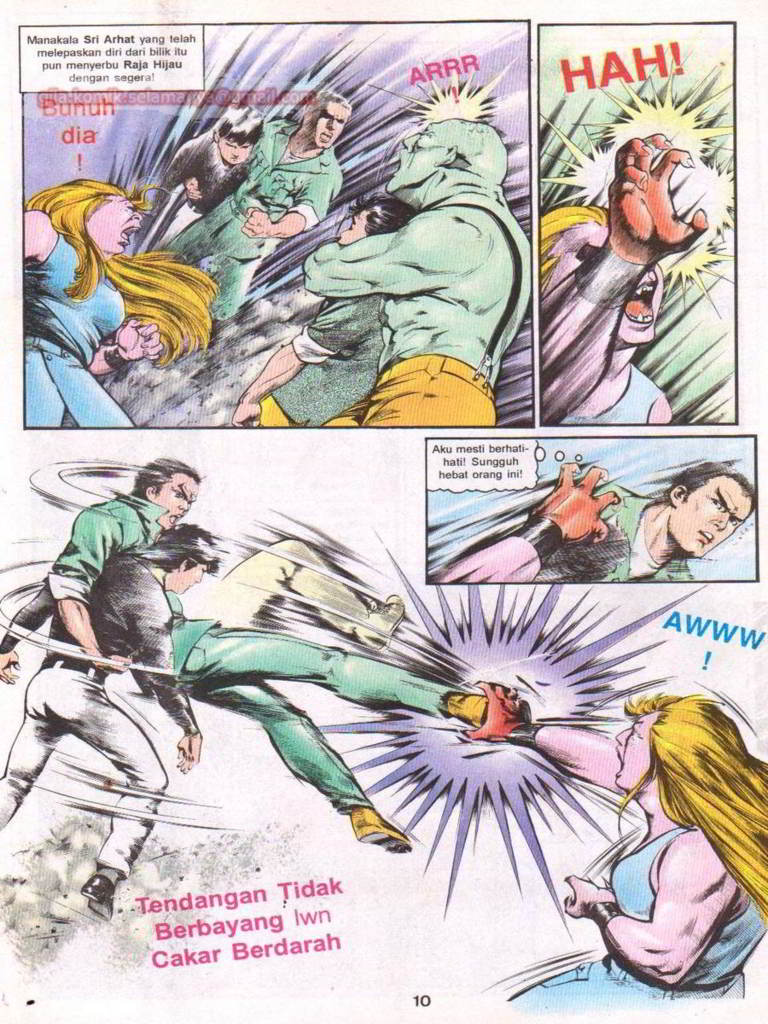 Manakala Sri Arhat yang telah
melepaskan diri dari bilik itu
pun menyerbu Raja Hijau
dengan segera!
Bunuh
dia
!
ARRR
!
HAH!
Aku mesti berhati-
hati! Sungguh
hebat orang ini!
AWWW
!
Tendangan Tidak
Berbayang lwn
Cakar Berdarah
10